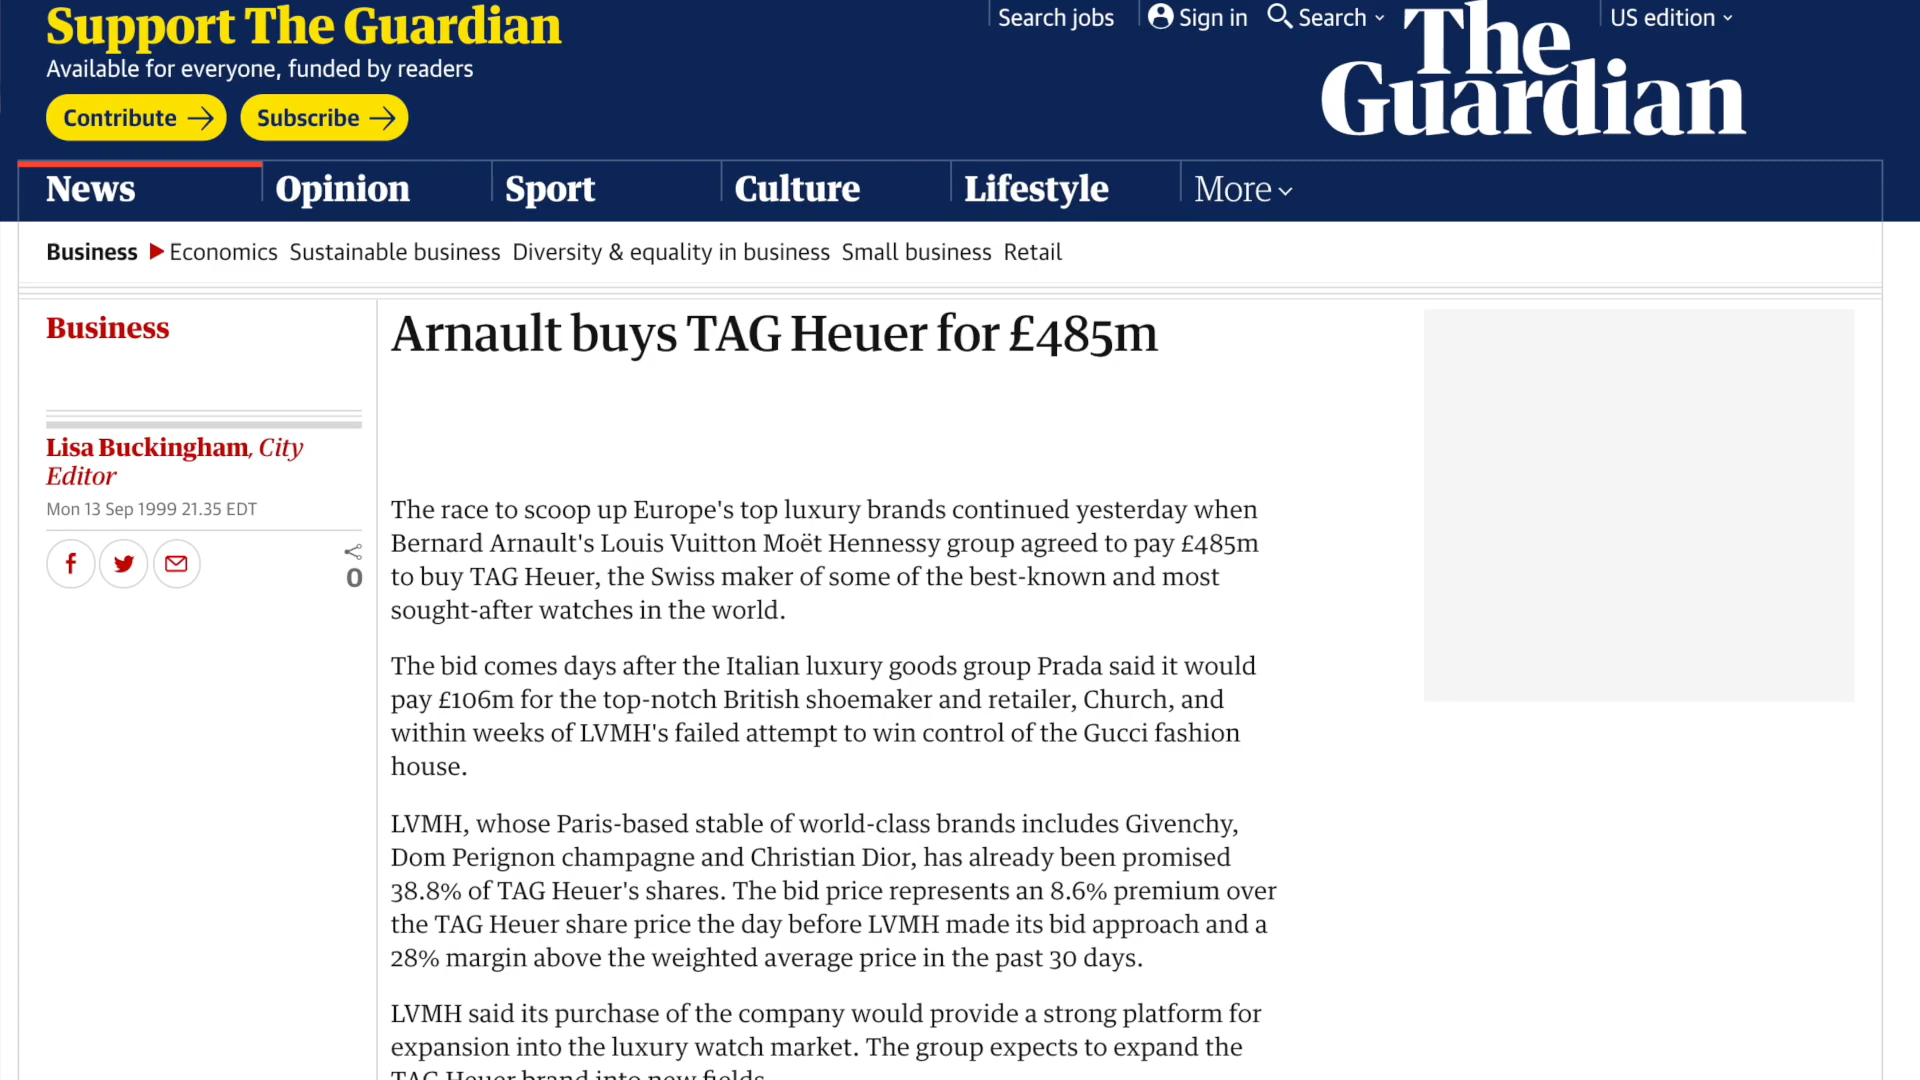 Support The Guardian
Available for everyone, funded by readers
Contribute
Subscribe
Search jobs
Sign in
Search
US edition
The
Guardian
News
Opinion
Sport
Culture
Lifestyle
More
Business
Economics
Sustainable business
Diversity & equality in business
Small business
Retail
Business
Lisa Buckingham, City
Editor
Mon 13 Sep 1999 21.35 EDT
0
Arnault buys TAG Heuer for £485m
The race to scoop up Europe's top luxury brands continued yesterday when
Bernard Arnault's Louis Vuitton Moët Hennessy group agreed to pay £485m
to buy TAG Heuer, the Swiss maker of some of the best-known and most
sought-after watches in the world.
The bid comes days after the Italian luxury goods group Prada said it would
pay £106m for the top-notch British shoemaker and retailer, Church, and
within weeks of LVMH's failed attempt to win control of the Gucci fashion
house.
LVMH, whose Paris-based stable of world-class brands includes Givenchy,
Dom Perignon champagne and Christian Dior, has already been promised
38.8% of TAG Heuer's shares. The bid price represents an 8.6% premium over
the TAG Heuer share price the day before LVMH made its bid approach and a
28% margin above the weighted average price in the past 30 days.
LVMH said its purchase of the company would provide a strong platform for
expansion into the luxury watch market. The group expects to expand the
TAG Heuer brand into new fields.